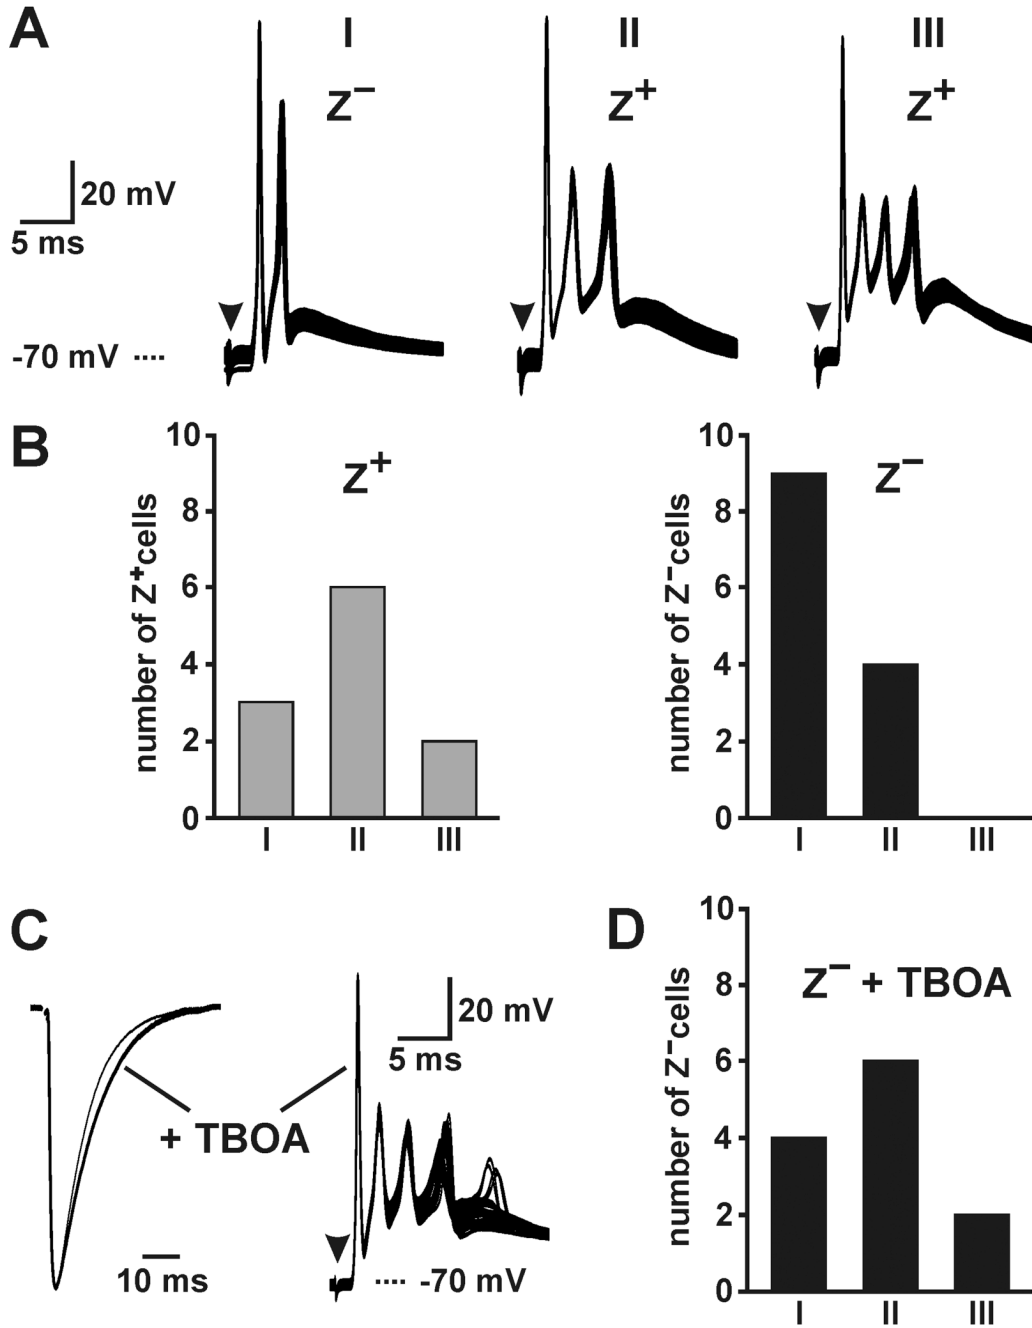 A
I
II
III
Z–
Z+
Z+
20 mV
5 ms
-70 mV
B
10
8
6
4
2
0
number of Z+cells
Z+
I
II
III
10
8
6
4
2
0
number of Z–cells
Z–
I
II
III
C
+ TBOA
10 ms
20 mV
5 ms
-70 mV
D
10
8
6
4
2
0
number of Z–cells
Z– + TBOA
I
II
III